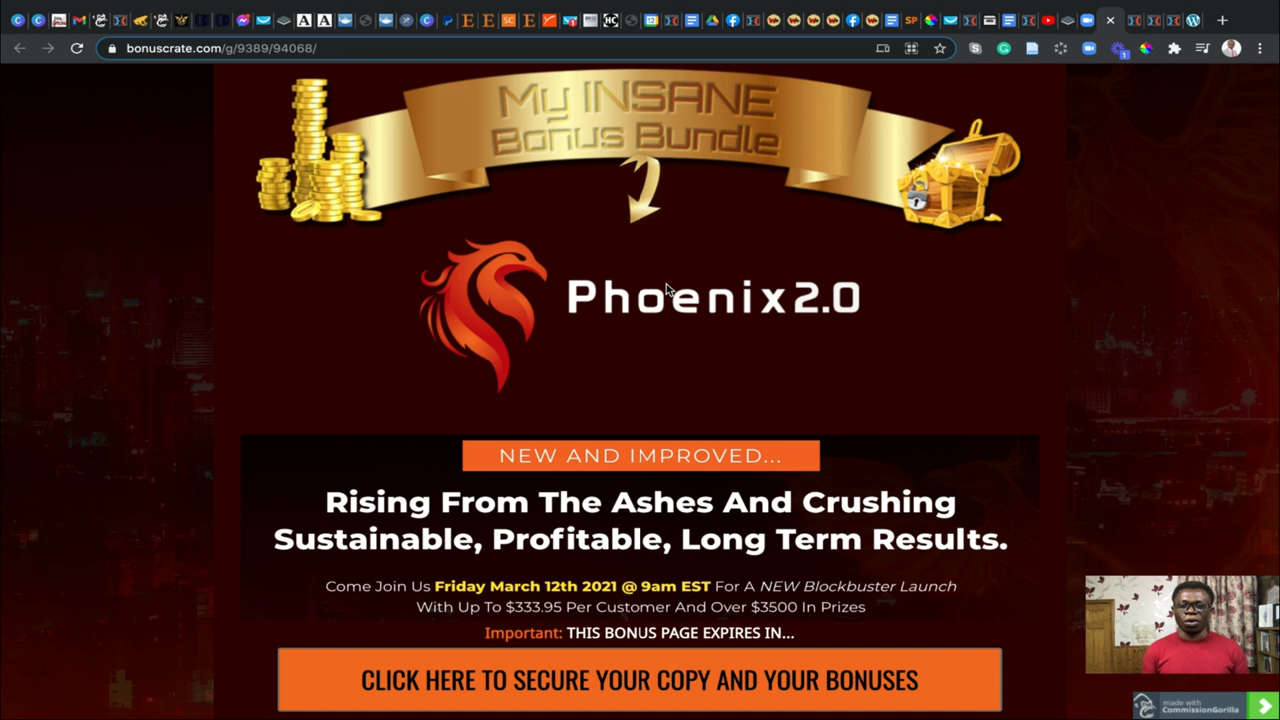 bonuscrate.com/g/9389/94068/
My INSANE
Bonus Bundle
Phoenix2.0
NEW AND IMPROVED...
Rising From The Ashes And Crushing
Sustainable, Profitable, Long Term Results.
Come Join Us Friday March 12th 2021 @ 9am EST For A NEW Blockbuster Launch
With Up To $333.95 Per Customer And Over $3500 In Prizes
Important: THIS BONUS PAGE EXPIRES IN...
CLICK HERE TO SECURE YOUR COPY AND YOUR BONUSES
made with
CommissionGorilla